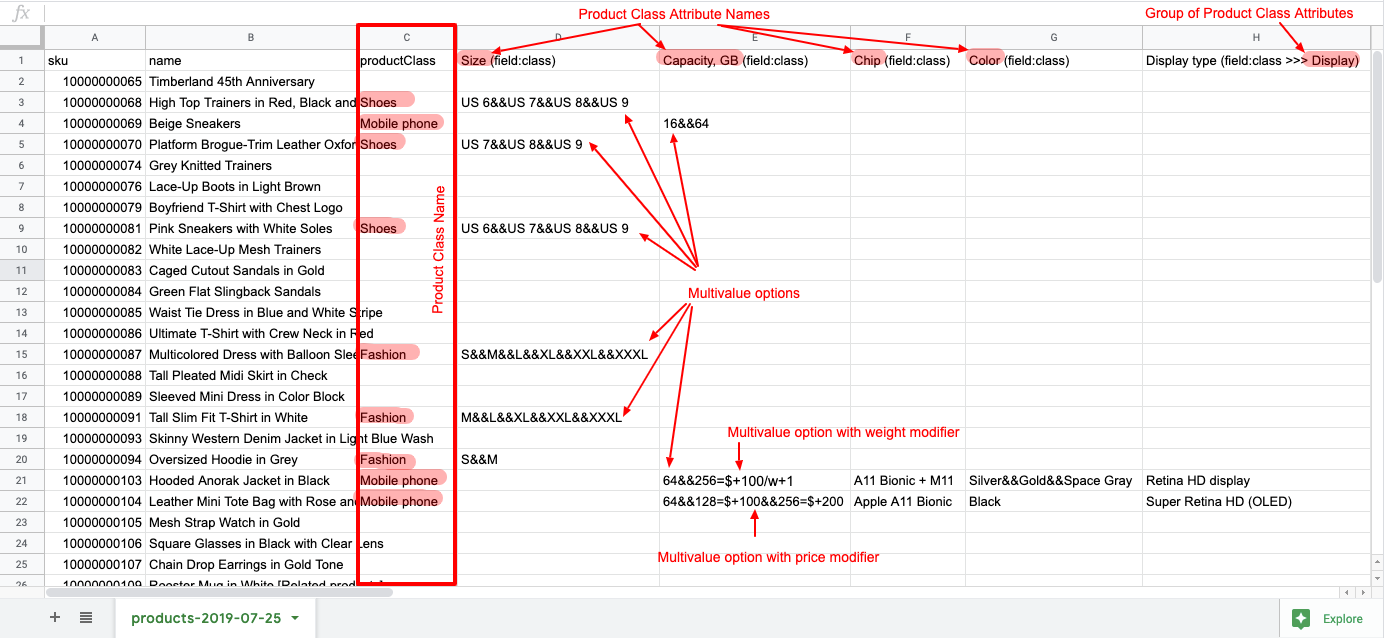 Product Class Attribute Names
Group of Product Class Attributes
fx
A B C D E F G H
1 sku name productClass Size (field:class) Capacity, GB (field:class) Chip (field:class) Color (field:class) Display type (field:class >>> Display)
2 10000000065 Timberland 45th Anniversary
3 10000000068 High Top Trainers in Red, Black and Shoes US 6&&US 7&&US 8&&US 9
4 10000000069 Beige Sneakers Mobile phone 16&&64
5 10000000070 Platform Brogue-Trim Leather Oxfor Shoes US 7&&US 8&&US 9
6 10000000074 Grey Knitted Trainers
7 10000000076 Lace-Up Boots in Light Brown
8 10000000079 Boyfriend T-Shirt with Chest Logo
9 10000000081 Pink Sneakers with White Soles Shoes US 6&&US 7&&US 8&&US 9
Product Class Name
10 10000000082 White Lace-Up Mesh Trainers
11 10000000083 Caged Cutout Sandals in Gold
12 10000000084 Green Flat Slingback Sandals
Multivalue options
13 10000000085 Waist Tie Dress in Blue and White Stripe
14 10000000086 Ultimate T-Shirt with Crew Neck in Red
15 10000000087 Multicolored Dress with Balloon Slee Fashion S&&M&&L&&XL&&XXL&&XXXL
16 10000000088 Tall Pleated Midi Skirt in Check
17 10000000089 Sleeved Mini Dress in Color Block
18 10000000091 Tall Slim Fit T-Shirt in White Fashion M&&L&&XL&&XXL&&XXXL
Multivalue option with weight modifier
19 10000000093 Skinny Western Denim Jacket in Light Blue Wash
20 10000000094 Oversized Hoodie in Grey Fashion S&&M
21 10000000103 Hooded Anorak Jacket in Black Mobile phone 64&&256=$+100/w+1 A11 Bionic + M11 Silver&&Gold&&Space Gray Retina HD display
22 10000000104 Leather Mini Tote Bag with Rose an Mobile phone 64&&128=$+100&&256=$+200 Apple A11 Bionic Black Super Retina HD (OLED)
23 10000000105 Mesh Strap Watch in Gold
24 10000000106 Square Glasses in Black with Clear Lens
Multivalue option with price modifier
25 10000000107 Chain Drop Earrings in Gold Tone
26 10000000109 Rooster Mug in White [Related
products-2019-07-25
Explore